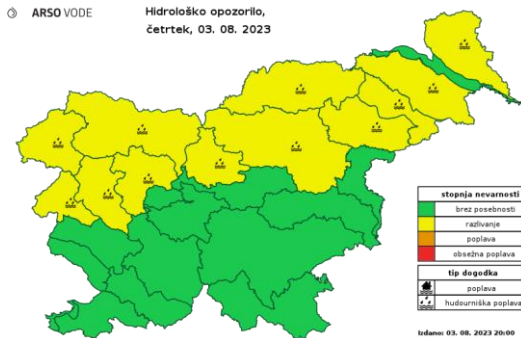 ARSO VODE
Hidrološko opozorilo,
četrtek, 03. 08. 2023
stopnja nevarnosti
brez posebnosti
razlivanje
poplava
obsežna poplava
tip dogodka
poplava
hudourniška poplava
Izdano: 03. 08. 2023 20:00